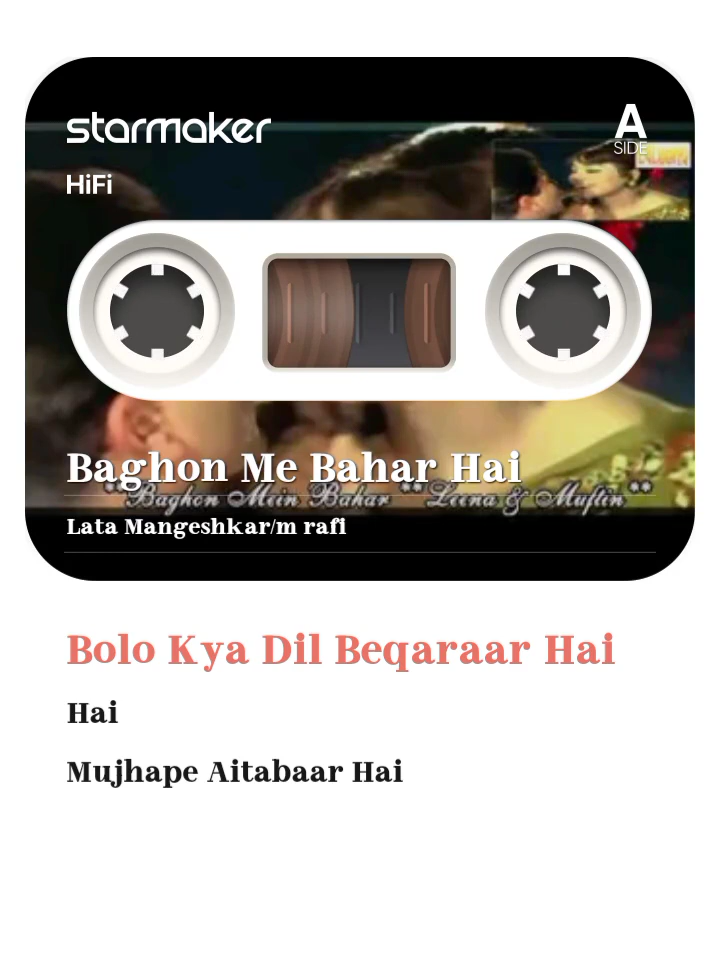 starmaker
A
SIDE
HiFi
Baghon Me Bahar Hai
**Baghon Mein Bahar **Leena & Muflin**
Lata Mangeshkar/m rafi
Bolo Kya Dil Beqaraar Hai
Hai
Mujhape Aitabaar Hai